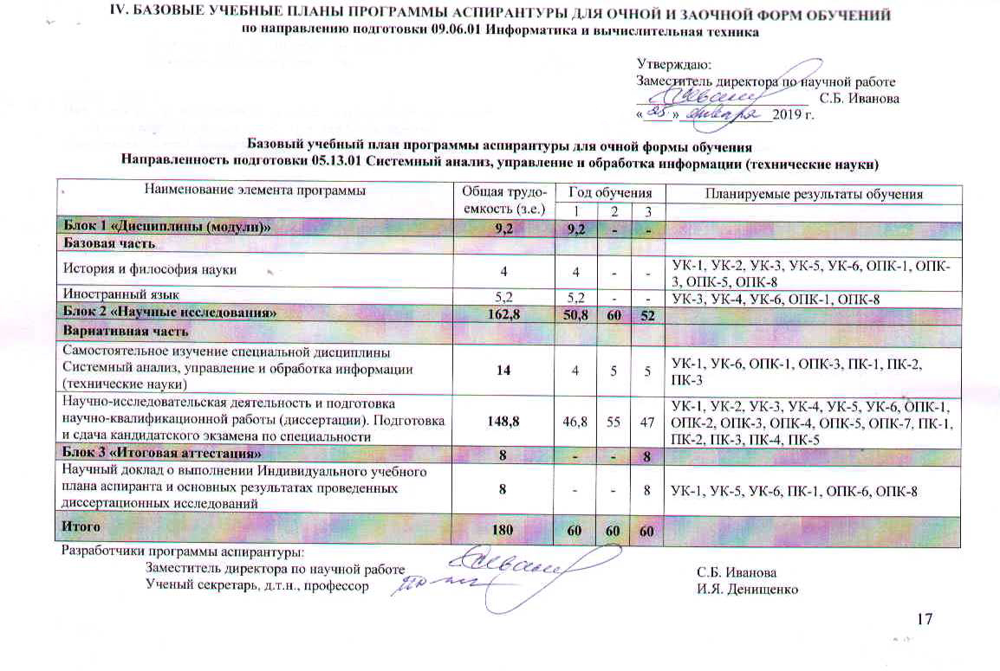 IV. БАЗОВЫЕ УЧЕБНЫЕ ПЛАНЫ ПРОГРАММЫ АСПИРАНТУРЫ ДЛЯ ОЧНОЙ И ЗАОЧНОЙ ФОРМ ОБУЧЕНИЙ
по направлению подготовки 09.06.01 Информатика и вычислительная техника
Утверждаю:
Заместитель директора по научной работе
С.Б. Иванова
« 25 » января 2019 г.
Базовый учебный план программы аспирантуры для очной формы обучения
Направленность подготовки 05.13.01 Системный анализ, управление и обработка информации (технические науки)
Наименование элемента программы Общая трудо- Год обучения Планируемые результаты обучения
емкость (з.е.) 1 2 3
Блок 1 «Дисциплины (модули)» 9,2 9,2 - -
Базовая часть
История и философия науки 4 4 - - УК-1, УК-2, УК-3, УК-5, УК-6, ОПК-1, ОПК-
3, ОПК-5, ОПК-8
Иностранный язык 5,2 5,2 - - УК-3, УК-4, УК-6, ОПК-1, ОПК-8
Блок 2 «Научные исследования» 162,8 50,8 60 52
Вариативная часть
Самостоятельное изучение специальной дисциплины
Системный анализ, управление и обработка информации 14 4 5 5 УК-1, УК-6, ОПК-1, ОПК-3, ПК-1, ПК-2,
(технические науки) ПК-3
Научно-исследовательская деятельность и подготовка УК-1, УК-2, УК-3, УК-4, УК-5, УК-6, ОПК-1,
научно-квалификационной работы (диссертации). Подготовка 148,8 46,8 55 47 ОПК-2, ОПК-3, ОПК-4, ОПК-5, ОПК-7, ПК-1,
и сдача кандидатского экзамена по специальности ПК-2, ПК-3, ПК-4, ПК-5
Блок 3 «Итоговая аттестация» 8 - - 8
Научный доклад о выполнении Индивидуального учебного
плана аспиранта и основных результатах проведенных 8 - - 8 УК-1, УК-5, УК-6, ПК-1, ОПК-6, ОПК-8
диссертационных исследований
Итого 180 60 60 60
Разработчики программы аспирантуры:
Заместитель директора по научной работе С.Б. Иванова
Ученый секретарь, д.т.н., профессор И.Я. Денищенко
17